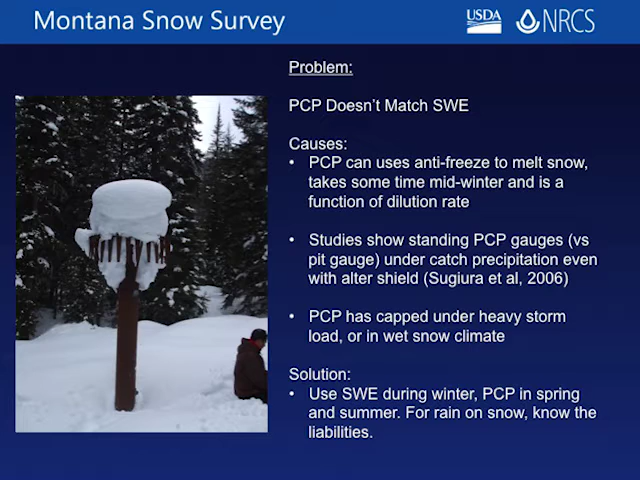 Montana Snow Survey
USDA
NRCS
Problem:
PCP Doesn't Match SWE
Causes:
• PCP can uses anti-freeze to melt snow,
takes some time mid-winter and is a
function of dilution rate
• Studies show standing PCP gauges (vs
pit gauge) under catch precipitation even
with alter shield (Sugiura et al, 2006)
• PCP has capped under heavy storm
load, or in wet snow climate
Solution:
• Use SWE during winter, PCP in spring
and summer. For rain on snow, know the
liabilities.